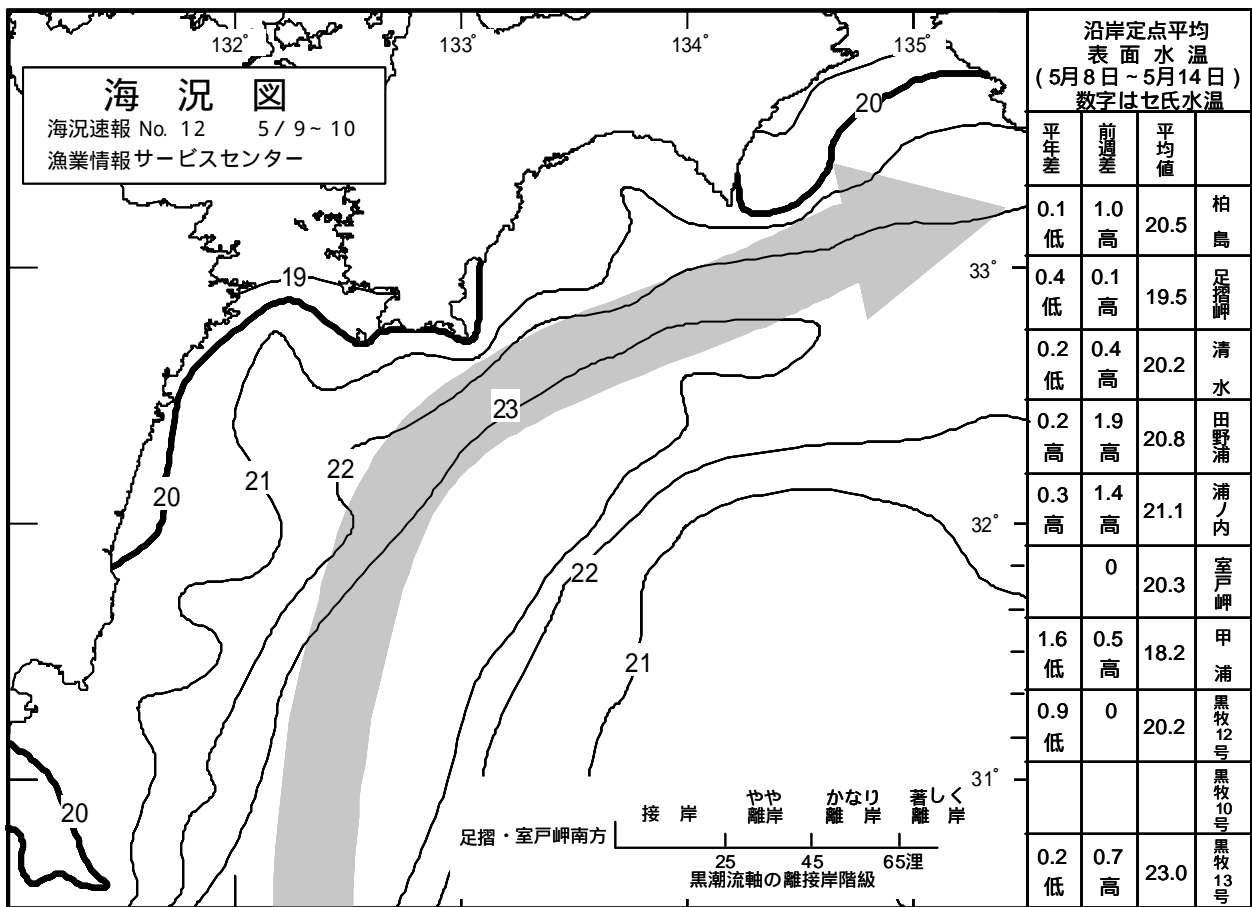 海　況　図
海況速報 No. 12　5/9~10
漁業情報サービスセンター
132°
133°
134°
135°
20
19
33°
23
22
21
20
32°
22
21
31°
20
接　岸
やや離岸
かなり離岸
著しく離岸
足摺・室戸岬南方
25
45
65浬
黒潮流軸の離接岸階級
沿岸定点平均
表 面 水 温
(5月8日~5月14日)
数字はセ氏水温
平年差 前週差 平均値
0.1低 1.0高 20.5 柏島
0.4低 0.1高 19.5 足摺岬
0.2低 0.4高 20.2 清水
0.2高 1.9高 20.8 田野浦
0.3高 1.4高 21.1 浦ノ内
0 20.3 室戸岬
1.6低 0.5高 18.2 甲浦
0.9低 0 20.2 黒牧12号
黒牧10号
0.2低 0.7高 23.0 黒牧13号